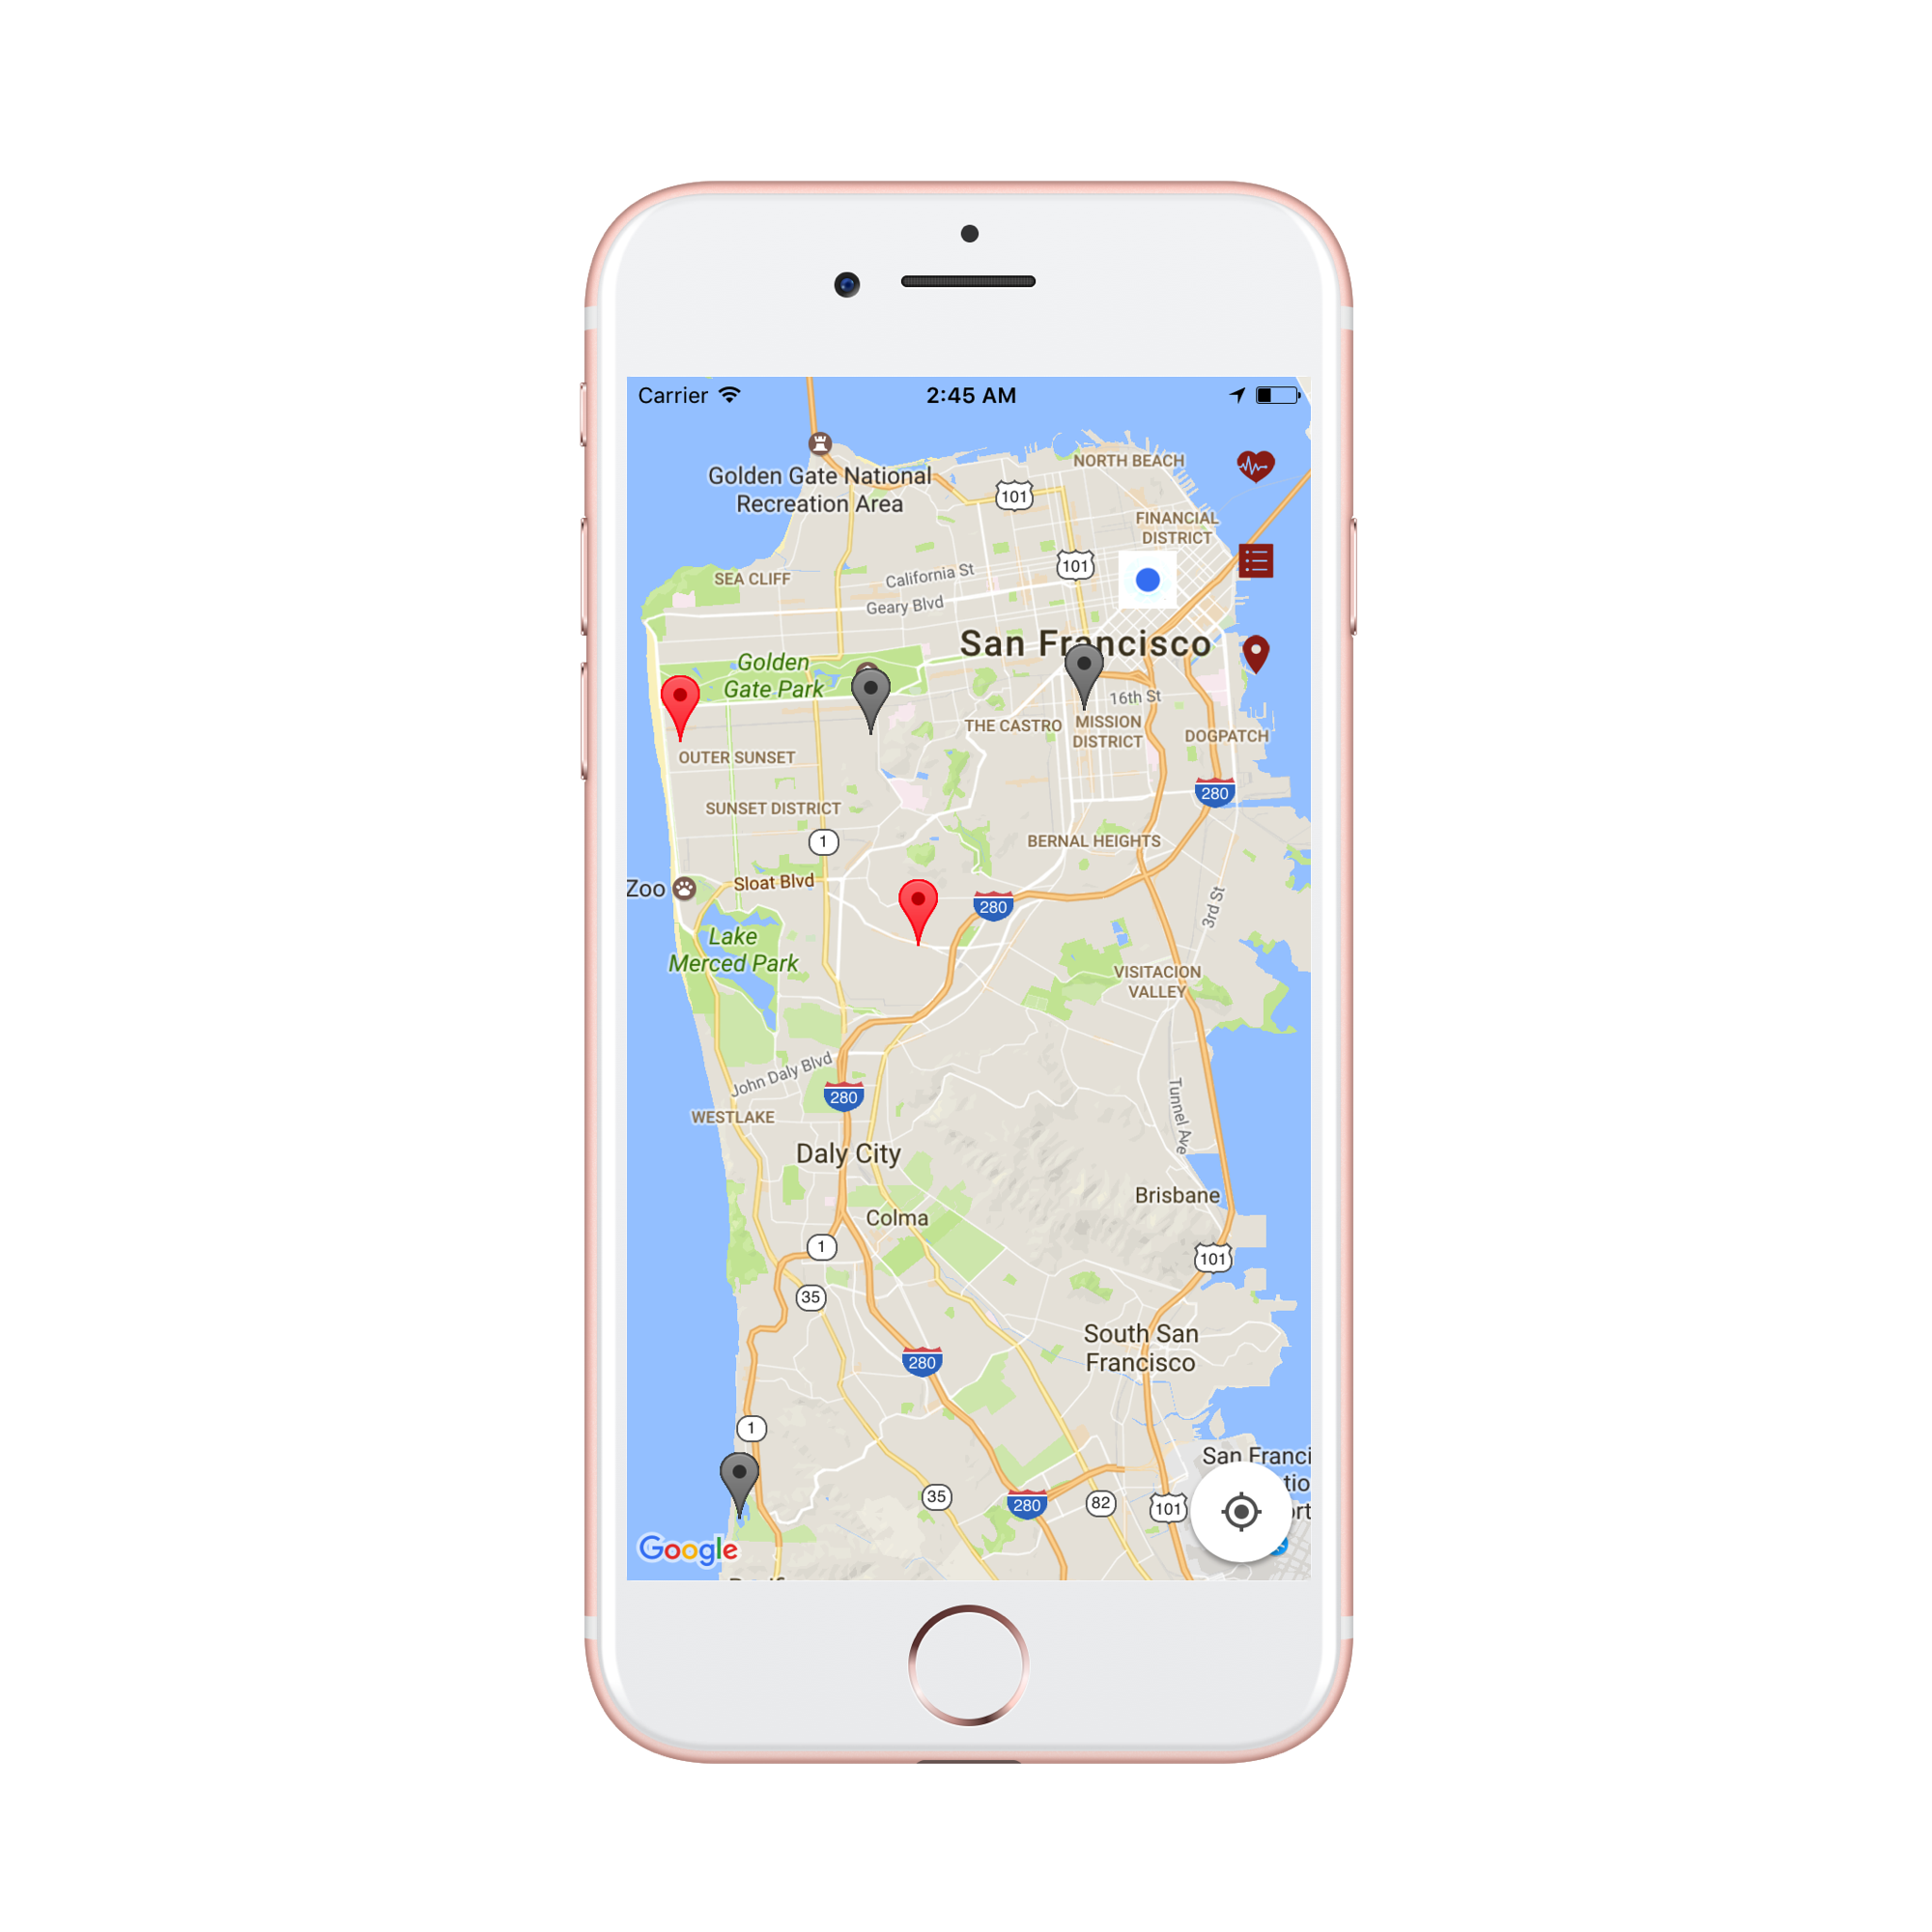 Carrier 2:45 AM
NORTH BEACH
Golden Gate National
Recreation Area
101
FINANCIAL
DISTRICT
101
SEA CLIFF
California St
Geary Blvd
San Francisco
Golden
Gate Park
16th St
THE CASTRO
MISSION
DISTRICT
DOGPATCH
OUTER SUNSET
280
SUNSET DISTRICT
1
BERNAL HEIGHTS
Zoo
Sloat Blvd
280
3rd St
Lake
Merced Park
VISITACION
VALLEY
John Daly Blvd
280
Tunnel Ave
WESTLAKE
Daly City
Brisbane
Colma
1
101
35
South San
Francisco
280
1
San Franci
tio
ort
35
280
82
101
Google